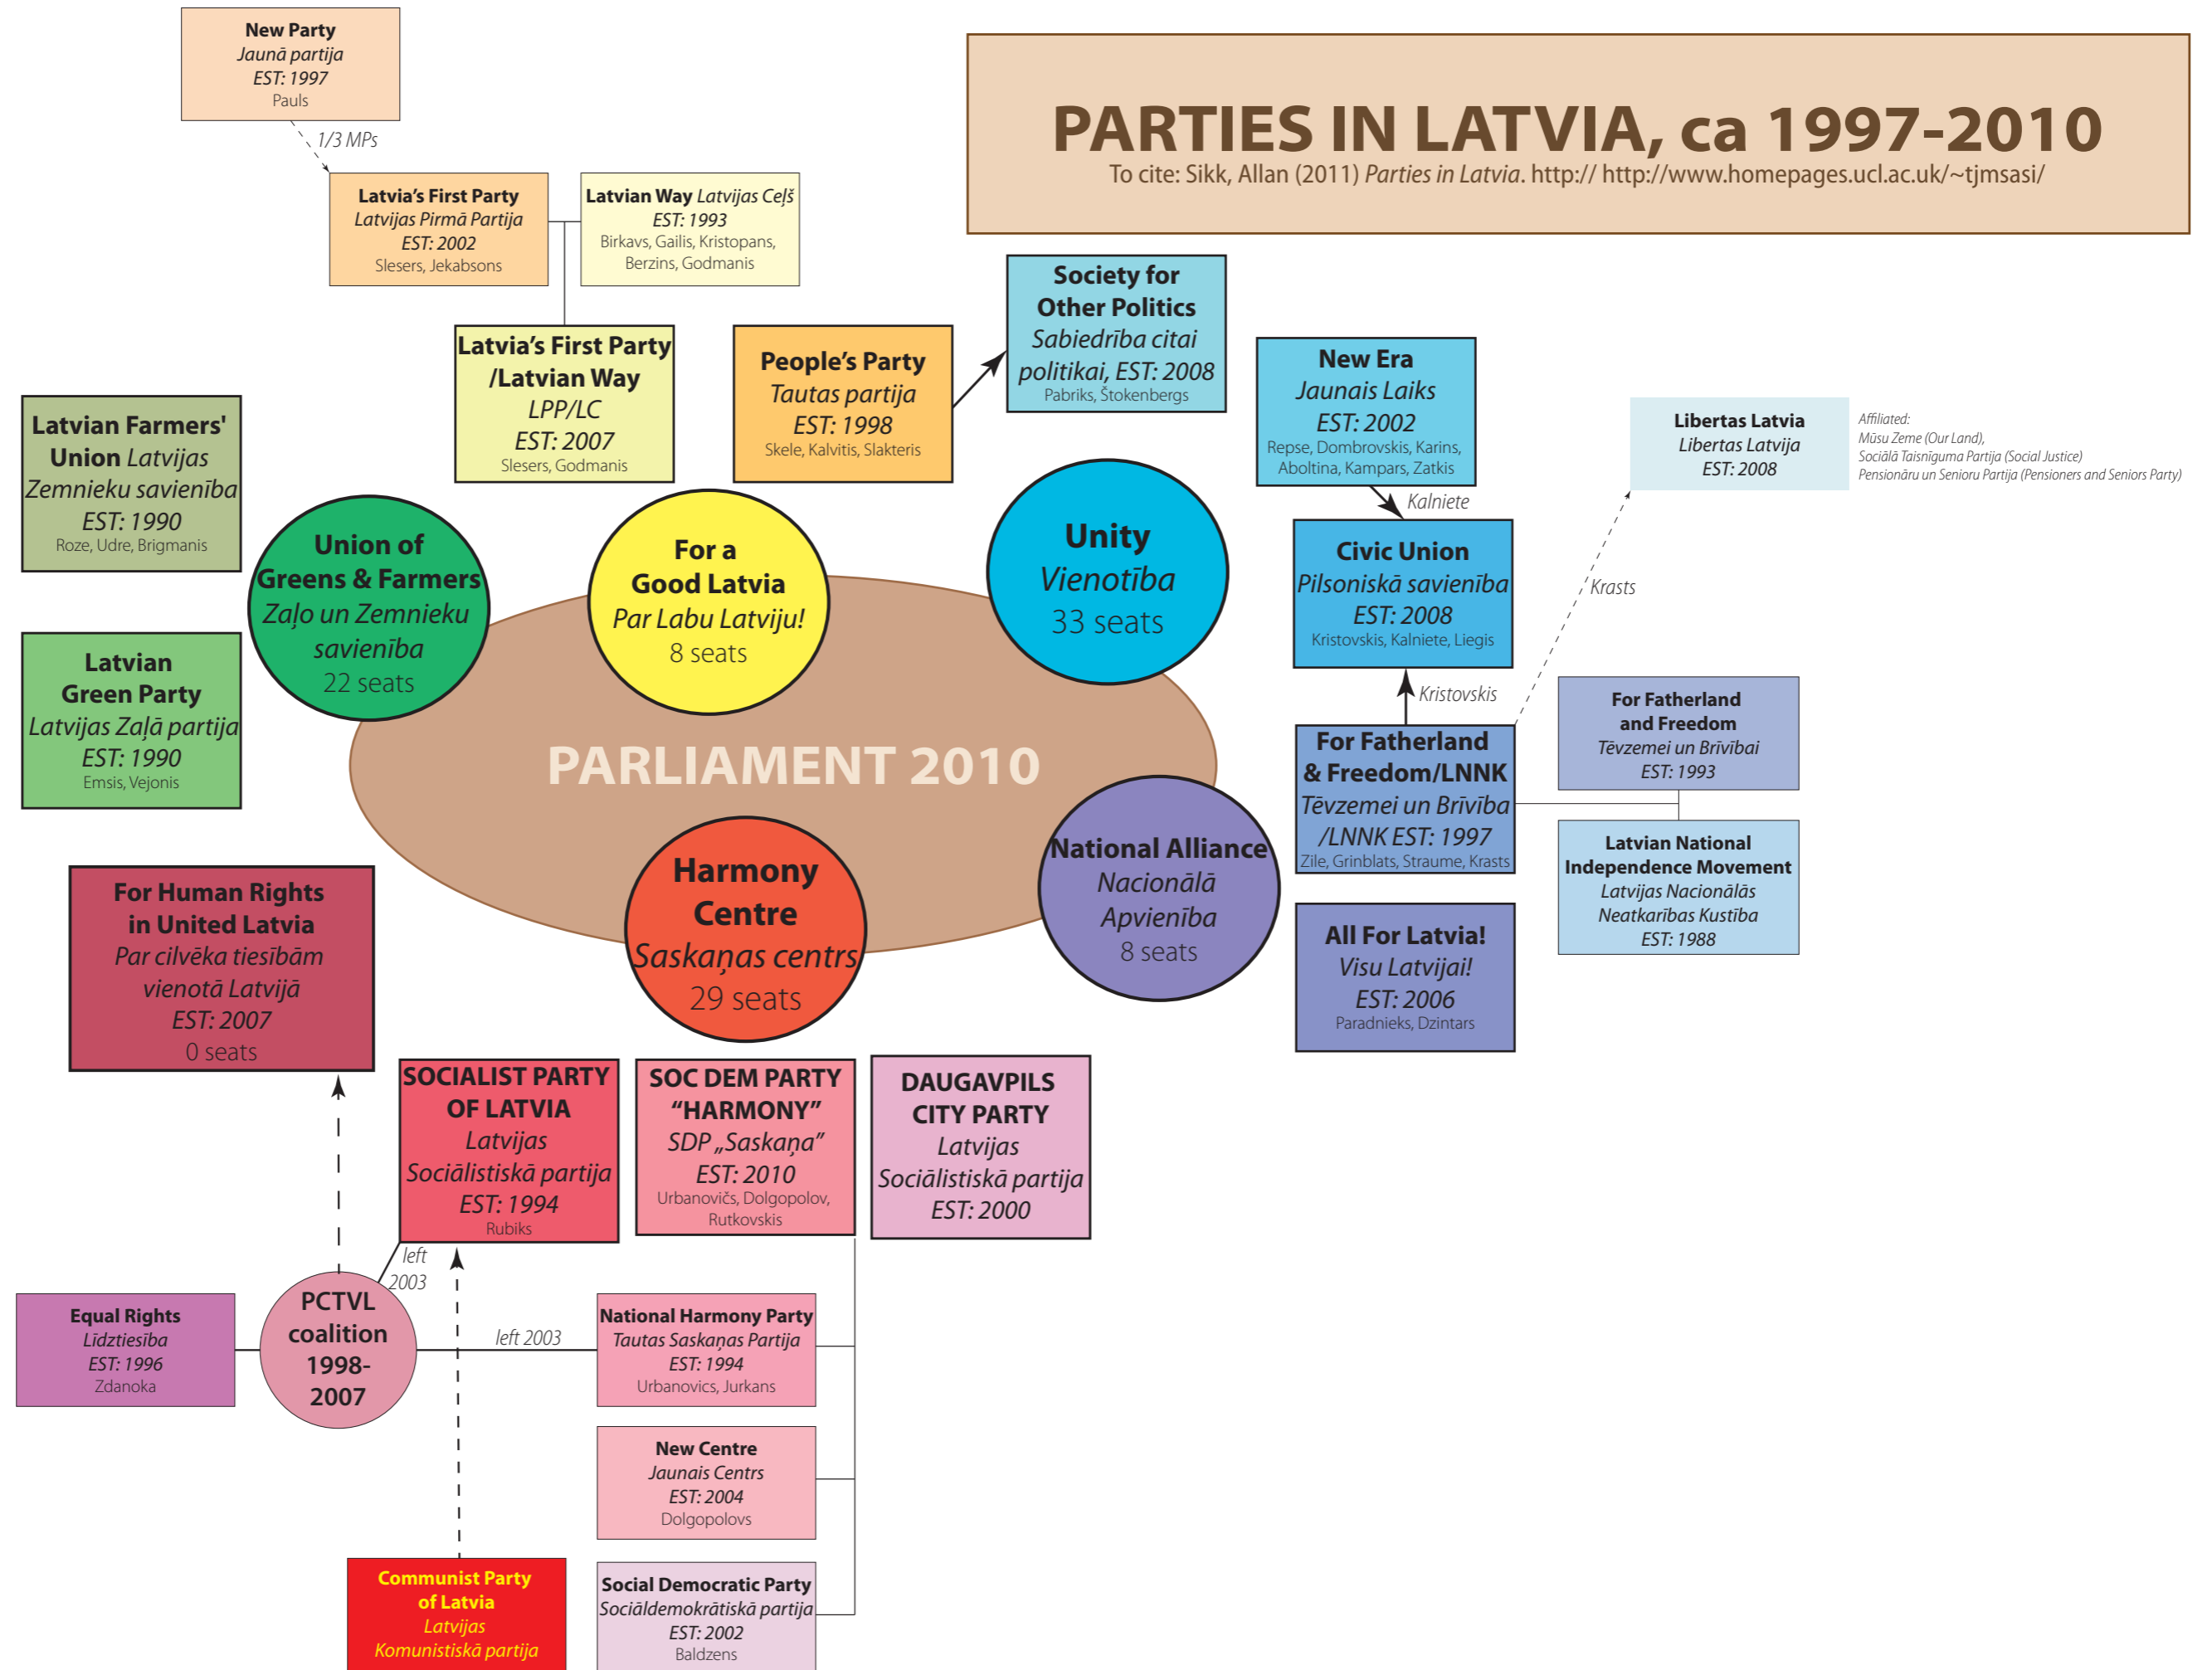 New Party
Jaunā partija
EST: 1997
Pauls
1/3 MPs
PARTIES IN LATVIA, ca 1997-2010
To cite: Sikk, Allan (2011) Parties in Latvia. http:// http://www.homepages.ucl.ac.uk/~tjmsasi/
Latvia's First Party
Latvijas Pirmā Partija
EST: 2002
Slesers, Jekabsons
Latvian Way Latvijas Ceļš
EST: 1993
Birkavs, Gailis, Kristopans,
Berzins, Godmanis
Latvia's First Party
/Latvian Way
LPP/LC
EST: 2007
Slesers, Godmanis
People's Party
Tautas partija
EST: 1998
Skele, Kalvitis, Slakteris
Society for
Other Politics
Sabiedrība citai
politikai, EST: 2008
Pabriks, Štokenbergs
New Era
Jaunais Laiks
EST: 2002
Repse, Dombrovskis, Karins,
Aboltina, Kampars, Zatkis
Kalniete
Libertas Latvia
Libertas Latvija
EST: 2008
Affiliated:
Mūsu Zeme (Our Land),
Sociālā Taisnīguma Partija (Social Justice)
Pensionāru un Senioru Partija (Pensioners and Seniors Party)
Latvian Farmers'
Union Latvijas
Zemnieku savienība
EST: 1990
Roze, Udre, Brigmanis
Union of
Greens & Farmers
Zaļo un Zemnieku
savienība
22 seats
For a
Good Latvia
Par Labu Latviju!
8 seats
Unity
Vienotība
33 seats
Civic Union
Pilsoniskā savienība
EST: 2008
Kristovskis, Kalniete, Liegis
Krasts
Kristovskis
Latvian
Green Party
Latvijas Zaļā partija
EST: 1990
Emsis, Vejonis
PARLIAMENT 2010
For Fatherland
& Freedom/LNNK
Tēvzemei un Brīvība
/LNNK EST: 1997
Zile, Grinblats, Straume, Krasts
For Fatherland
and Freedom
Tēvzemei un Brīvībai
EST: 1993
Latvian National
Independence Movement
Latvijas Nacionālās
Neatkarības Kustība
EST: 1988
Harmony
Centre
Saskaņas centrs
29 seats
National Alliance
Nacionālā
Apvienība
8 seats
All For Latvia!
Visu Latvijai!
EST: 2006
Paradnieks, Dzintars
For Human Rights
in United Latvia
Par cilvēka tiesībām
vienotā Latvijā
EST: 2007
0 seats
SOCIALIST PARTY
OF LATVIA
Latvijas
Sociālistiskā partija
EST: 1994
Rubiks
SOC DEM PARTY
“HARMONY”
SDP „Saskaņa”
EST: 2010
Urbanovičs, Dolgopolov,
Rutkovskis
DAUGAVPILS
CITY PARTY
Latvijas
Sociālistiskā partija
EST: 2000
left
2003
Equal Rights
Līdztiesība
EST: 1996
Zdanoka
PCTVL
coalition
1998-
2007
left 2003
National Harmony Party
Tautas Saskaņas Partija
EST: 1994
Urbanovics, Jurkans
New Centre
Jaunais Centrs
EST: 2004
Dolgopolovs
Communist Party
of Latvia
Latvijas
Komunistiskā partija
Social Democratic Party
Sociāldemokrātiskā partija
EST: 2002
Baldzens